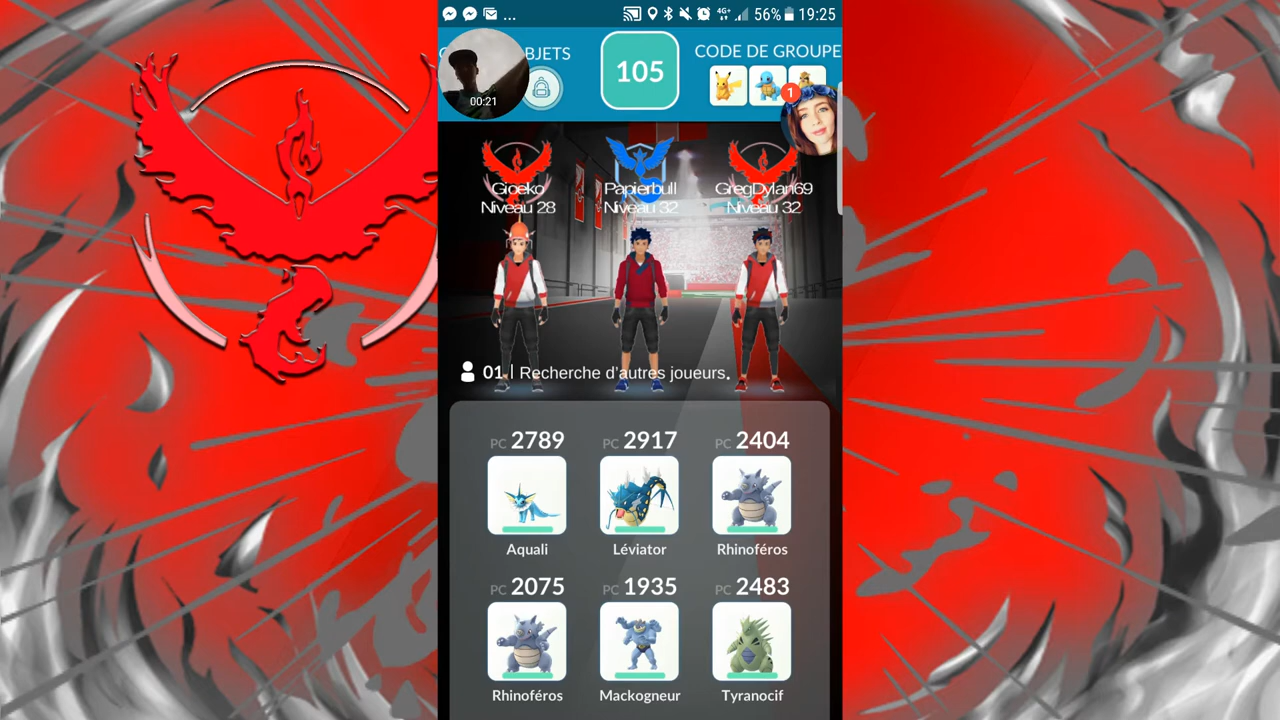 ...
56%
19:25
BJETS
105
CODE DE GROUPE
00:21
1
Gioeko
Niveau 28
Papierbull
Niveau 32
GregDylan69
Niveau 32
01 | Recherche d'autres joueurs.
PC 2789
PC 2917
PC 2404
Aquali
Léviator
Rhinoféros
PC 2075
PC 1935
PC 2483
Rhinoféros
Mackogneur
Tyranocif